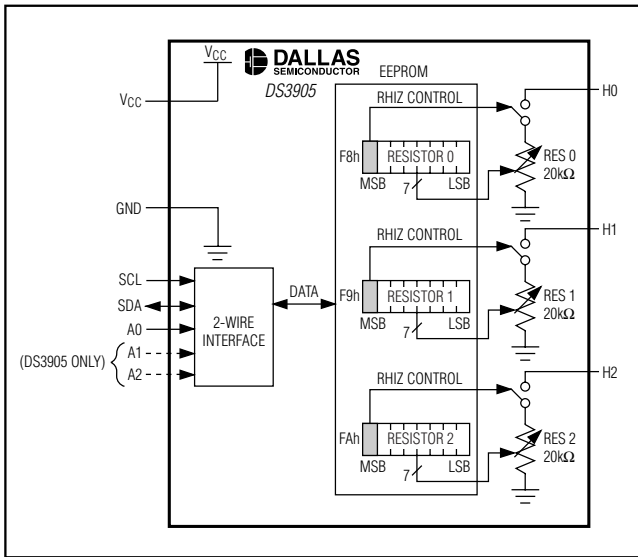 VCC
DALLAS
SEMICONDUCTOR
DS3905
EEPROM
VCC
RHIZ CONTROL
H0
F8h
RESISTOR 0
MSB
7
LSB
RES 0
20kΩ
GND
RHIZ CONTROL
H1
SCL
SDA
A0
A1
A2
(DS3905 ONLY)
2-WIRE
INTERFACE
DATA
F9h
RESISTOR 1
MSB
7
LSB
RES 1
20kΩ
RHIZ CONTROL
H2
FAh
RESISTOR 2
MSB
7
LSB
RES 2
20kΩ